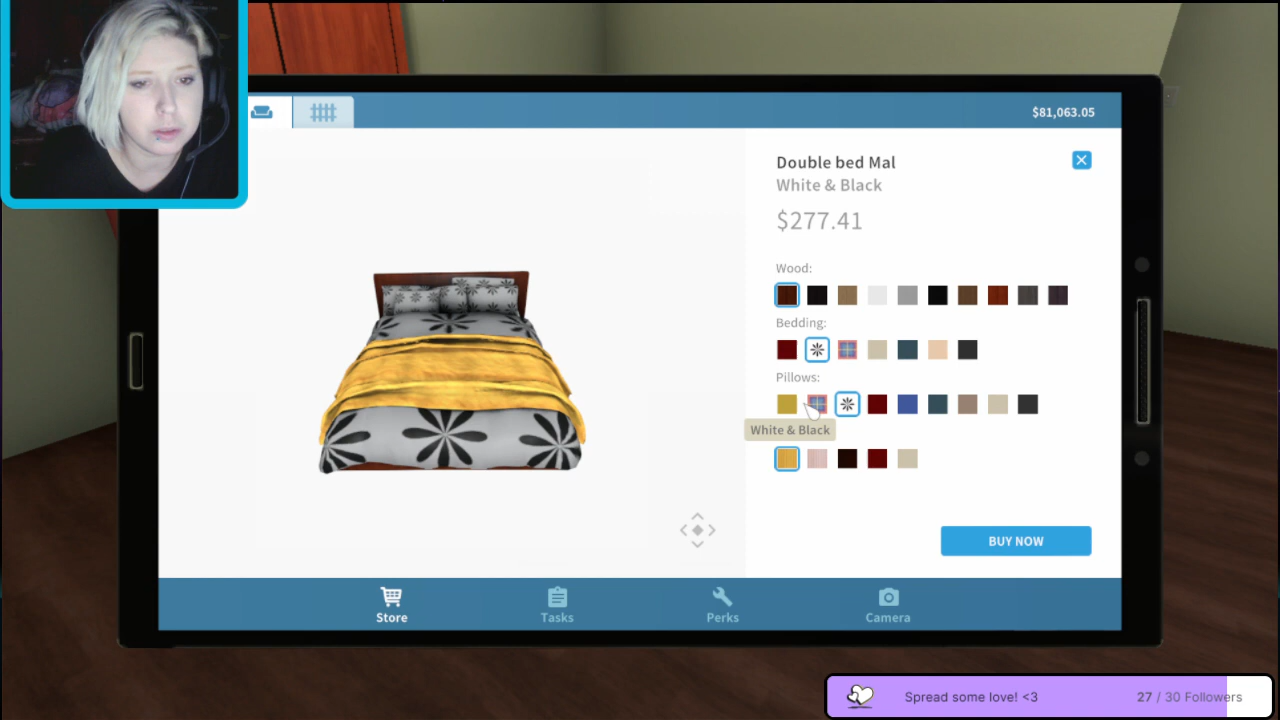 $81,063.05
Double bed Mal
White & Black
$277.41
Wood:
Bedding:
Pillows:
White & Black
BUY NOW
Store
Tasks
Perks
Camera
Spread some love! <3
27 / 30 Followers